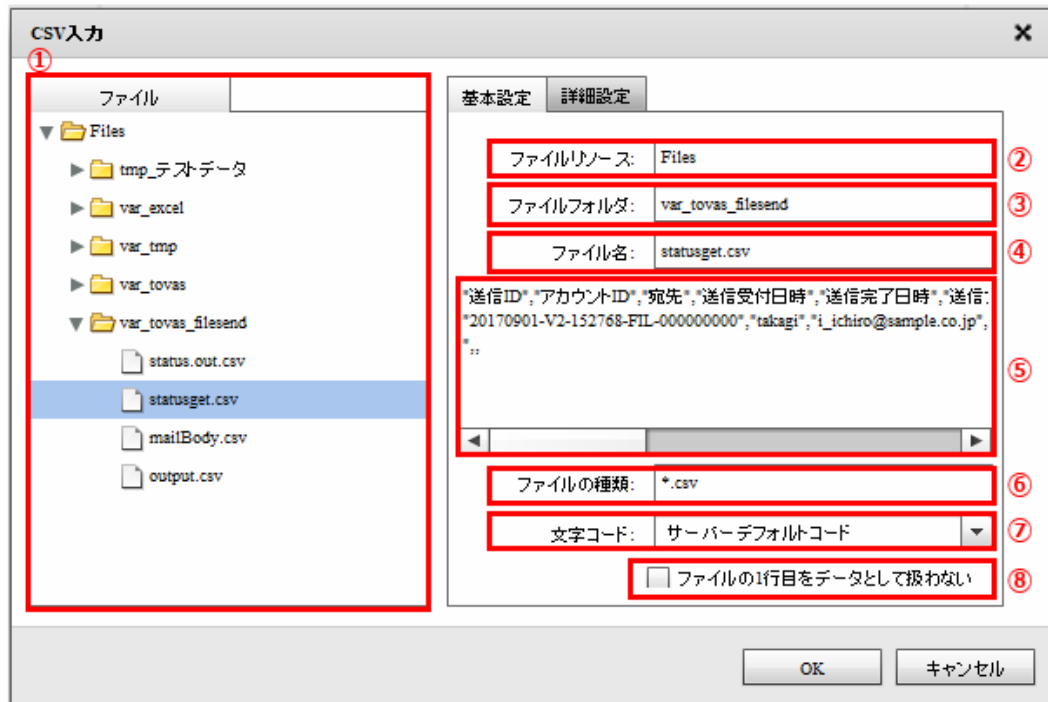 CSV入力
①
ファイル
Files
tmp_テストデータ
var_excel
var_tmp
var_tovas
var_tovas_filesend
status.out.csv
statusget.csv
mailBody.csv
output.csv
基本設定 詳細設定
ファイルリソース: Files ②
ファイルフォルダ: var_tovas_filesend ③
ファイル名: statusget.csv ④
"送信ID","アカウントID","宛先","送信受付日時","送信完了日時","送信
"20170901-V2-152768-FIL-000000000","takagi","i_ichiro@sample.co.jp",
",,
⑤
ファイルの種類: *.csv ⑥
文字コード: サーバーデフォルトコード ⑦
ファイルの1行目をデータとして扱わない ⑧
OK キャンセル